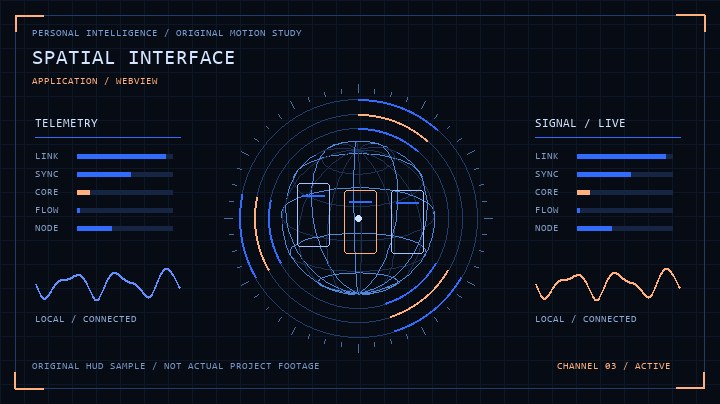 PERSONAL INTELLIGENCE / ORIGINAL MOTION STUDY
SPATIAL INTERFACE
APPLICATION / WEBVIEW
TELEMETRY
LINK
SYNC
CORE
FLOW
NODE
LOCAL / CONNECTED
SIGNAL / LIVE
LINK
SYNC
CORE
FLOW
NODE
LOCAL / CONNECTED
ORIGINAL HUD SAMPLE / NOT ACTUAL PROJECT FOOTAGE
CHANNEL 03 / ACTIVE